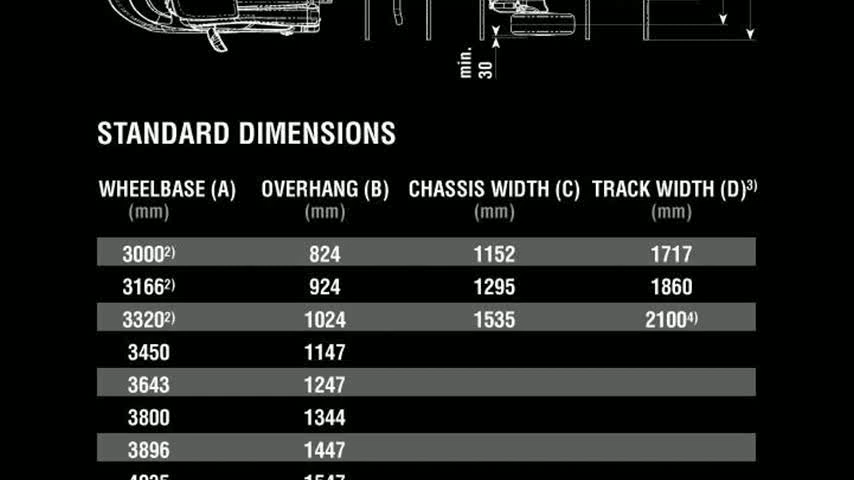 min.
30
STANDARD DIMENSIONS
WHEELBASE (A) OVERHANG (B) CHASSIS WIDTH (C) TRACK WIDTH (D)³⁾
(mm) (mm) (mm) (mm)
3000²⁾ 824 1152 1717
3166²⁾ 924 1295 1860
3320²⁾ 1024 1535 2100⁴⁾
3450 1147
3643 1247
3800 1344
3896 1447